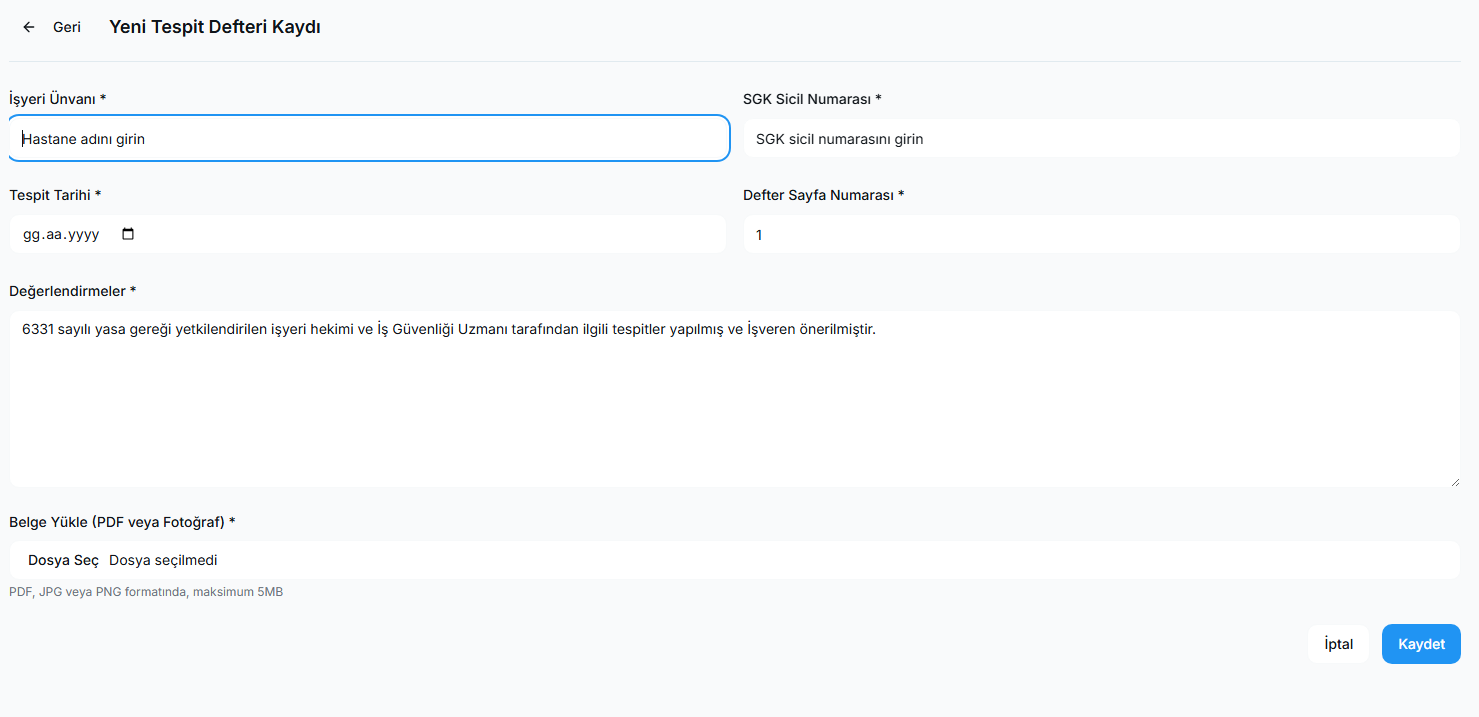 Geri Yeni Tespit Defteri Kaydı
İşyeri Ünvanı * SGK Sicil Numarası *
Hastane adını girin SGK sicil numarasını girin
Tespit Tarihi * Defter Sayfa Numarası *
gg.aa.yyyy 1
Değerlendirmeler *
6331 sayılı yasa gereği yetkilendirilen işyeri hekimi ve İş Güvenliği Uzmanı tarafından ilgili tespitler yapılmış ve İşveren önerilmiştir.
Belge Yükle (PDF veya Fotoğraf) *
Dosya Seç Dosya seçilmedi
PDF, JPG veya PNG formatında, maksimum 5MB
İptal Kaydet